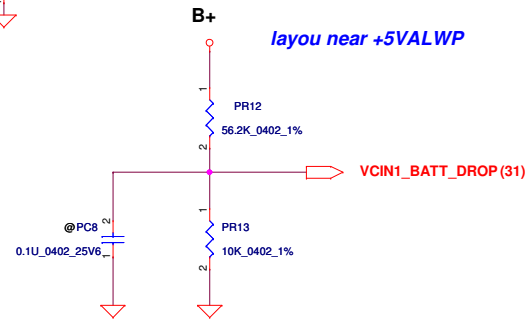 B+
layou near +5VALWP
1
PR12
56.2K_0402_1%
2
VCIN1_BATT_DROP (31)
2
@PC8
0.1U_0402_25V6
1
1
PR13
10K_0402_1%
2